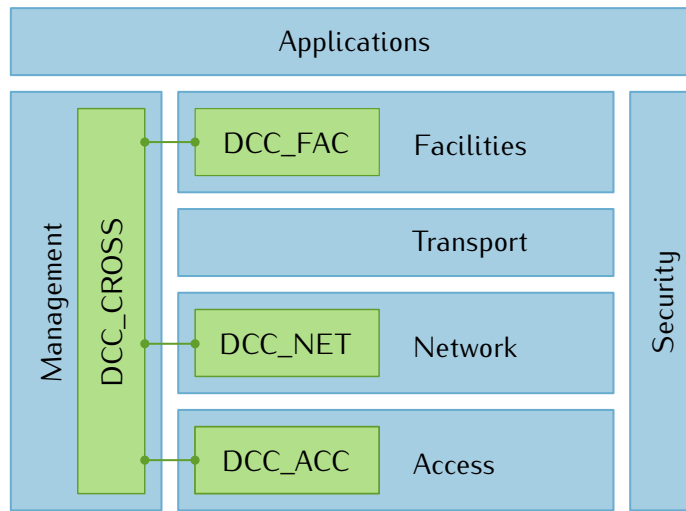 Applications
Management
DCC_CROSS
DCC_FAC
Facilities
Transport
DCC_NET
Network
DCC_ACC
Access
Security